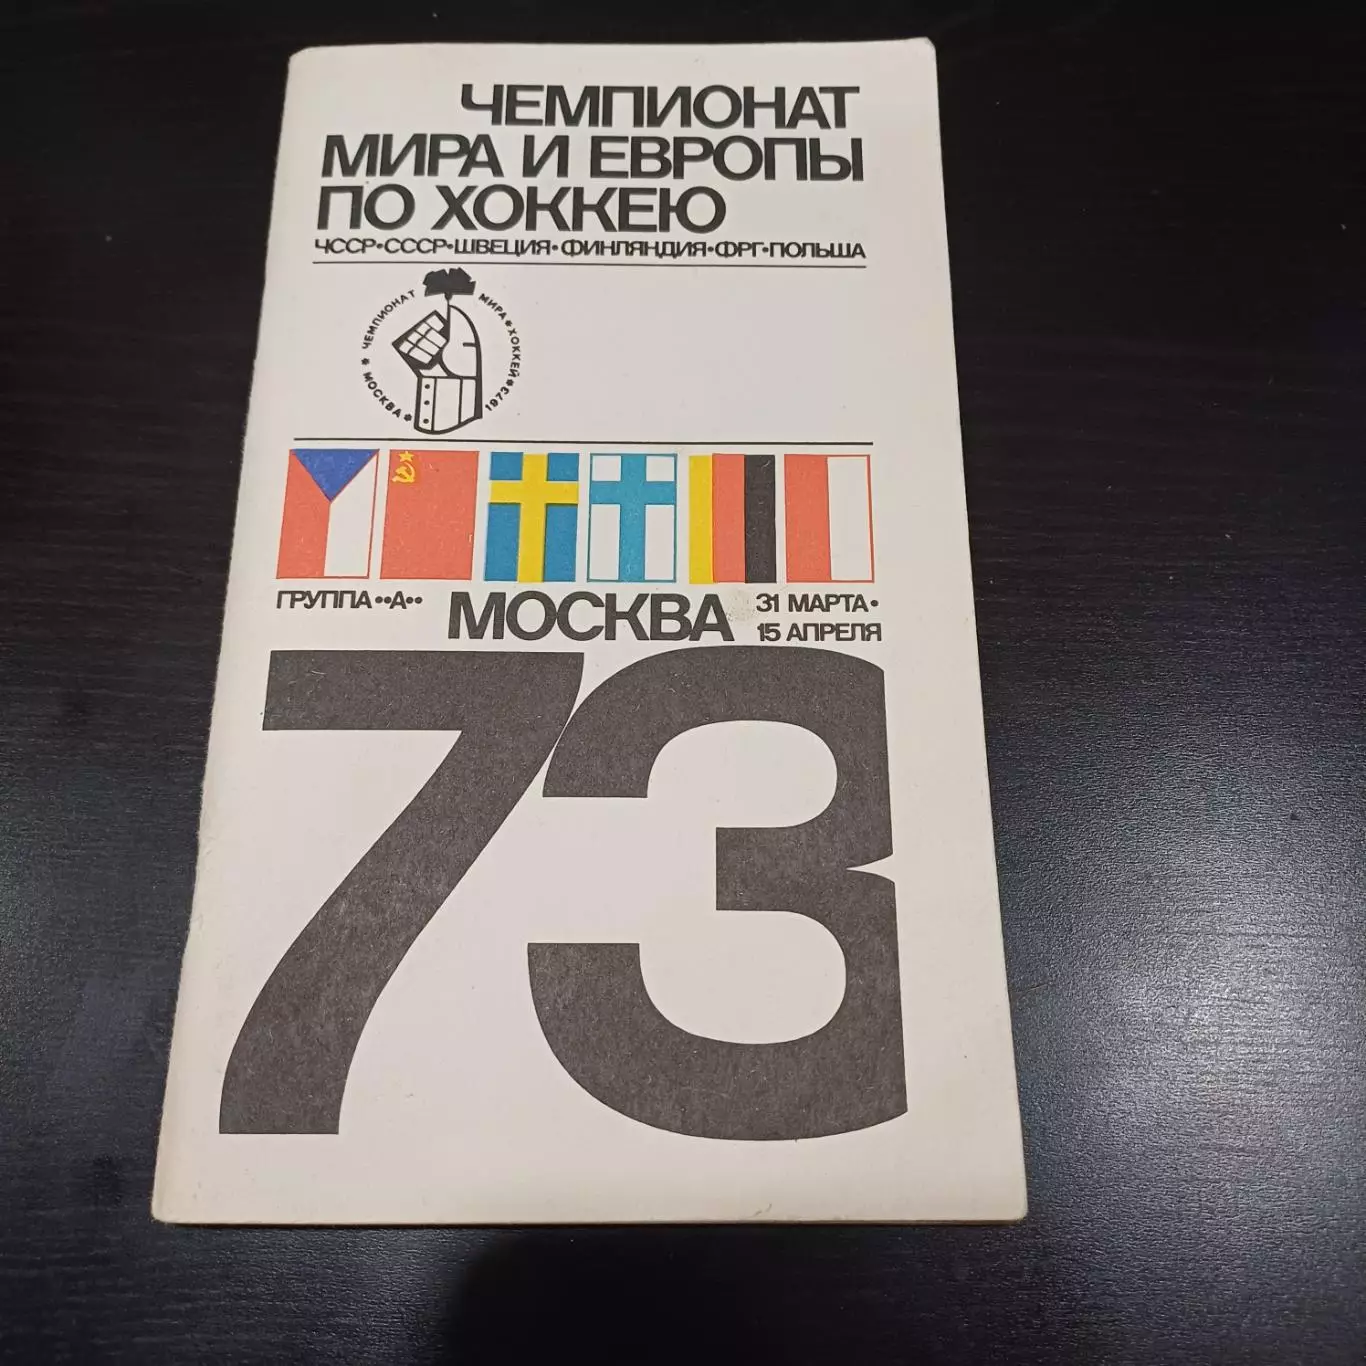 ЧЕМПИОНАТ
МИРА И ЕВРОПЫ
ПО ХОККЕЮ
ЧССР•СССР•ШВЕЦИЯ•ФИНЛЯНДИЯ•ФРГ•ПОЛЬША
* МОСКВА * ЧЕМПИОНАТ МИРА * ХОККЕЙ * 1973
ГРУППА ••А••
МОСКВА
31 МАРТА•
15 АПРЕЛЯ
73